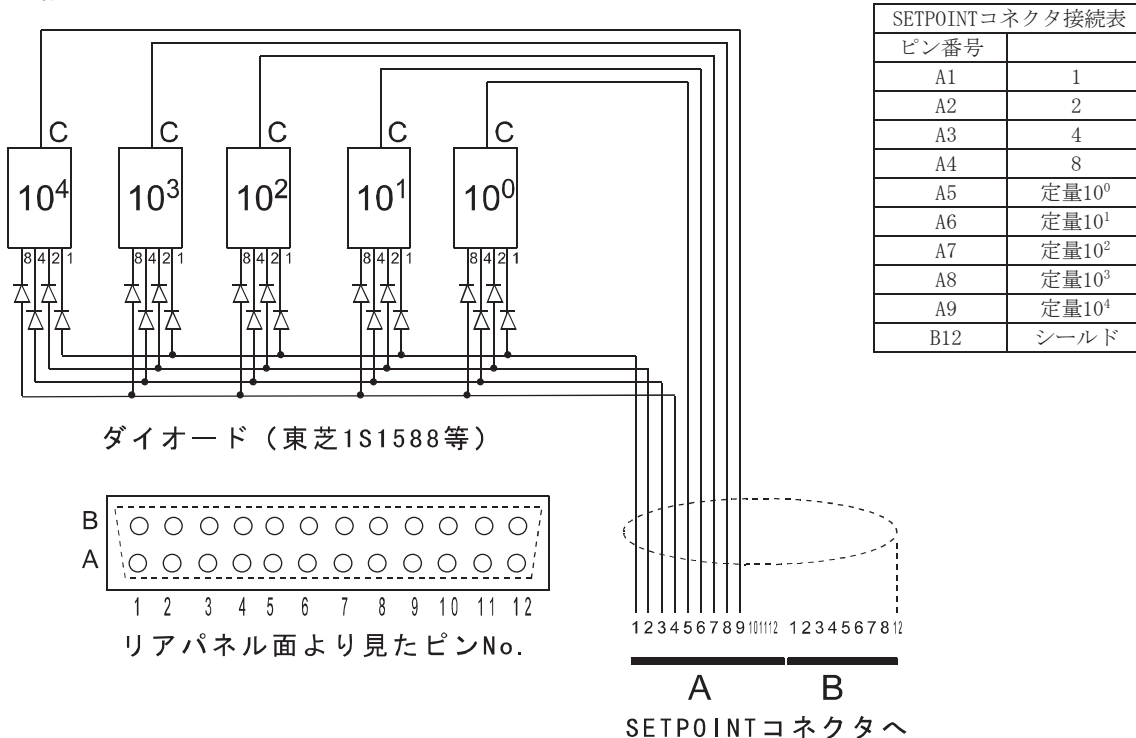 SETPOINTコネクタ接続表
ピン番号
A1 1
A2 2
A3 4
A4 8
A5 定量10⁰
A6 定量10¹
A7 定量10²
A8 定量10³
A9 定量10⁴
B12 シールド
C C C C C
10⁴ 10³ 10² 10¹ 10⁰
8 4 2 1 8 4 2 1 8 4 2 1 8 4 2 1 8 4 2 1
ダイオード（東芝1S1588等）
B
A
1 2 3 4 5 6 7 8 9 10 11 12
リアパネル面より見たピンNo.
1 2 3 4 5 6 7 8 9 10 11 12 1 2 3 4 5 6 7 8 12
A B
SETPOINTコネクタへ